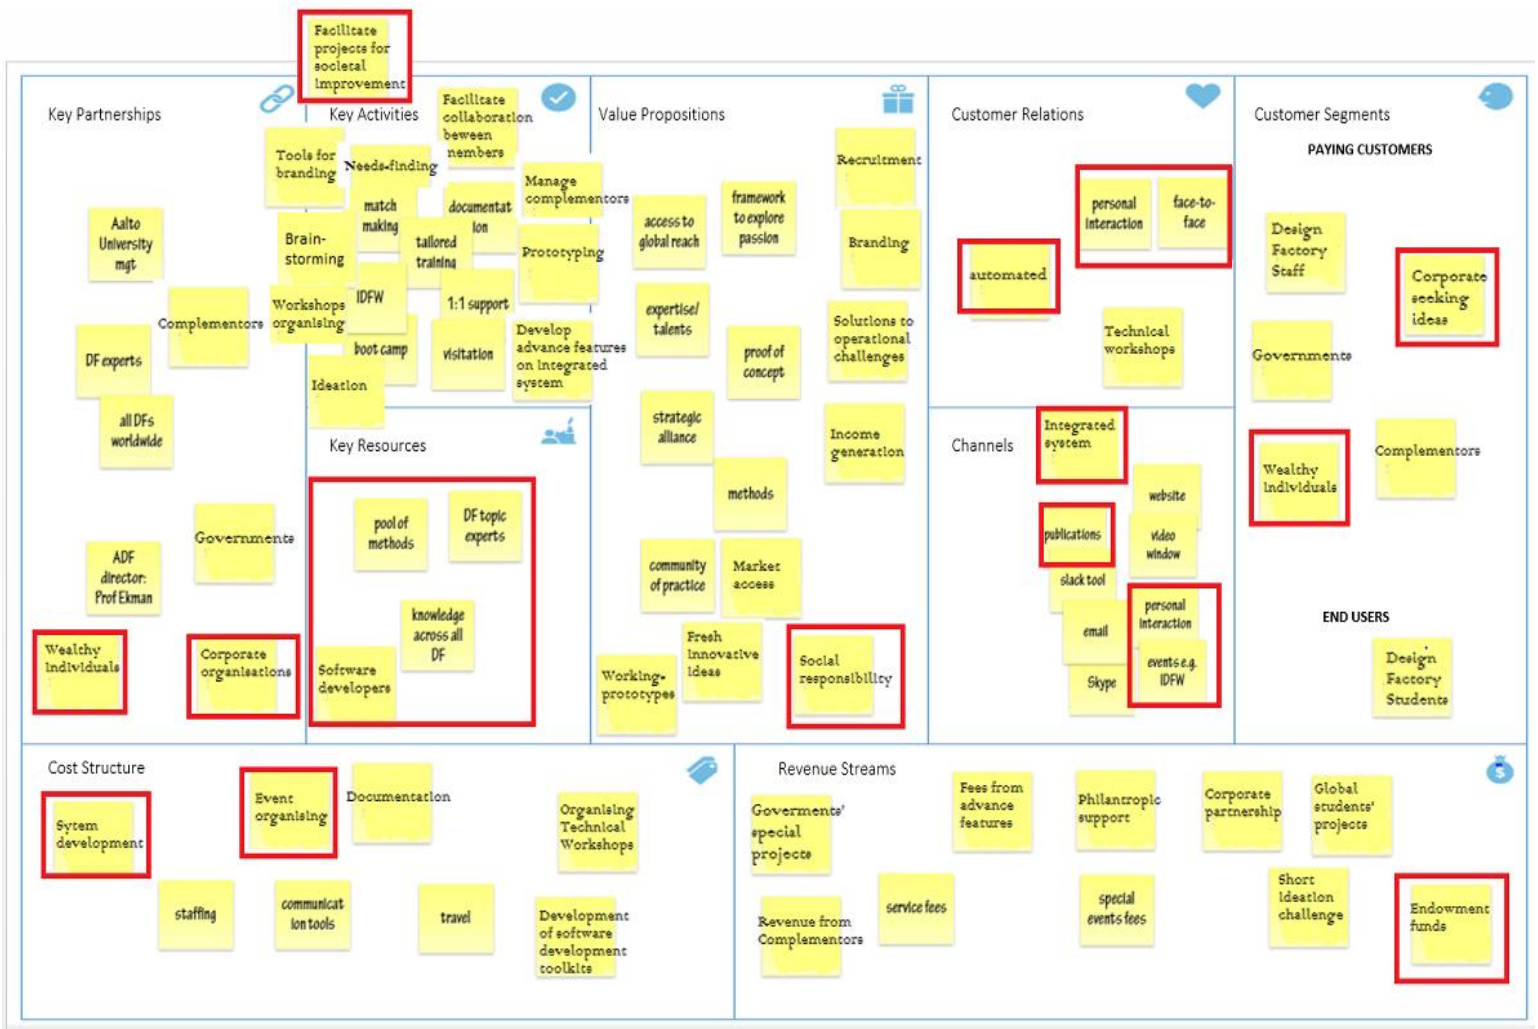 Facilitate
projects for
societal
improvement
Key Partnerships
Aalto
University
mgt
Complementors
DF experts
all DFs
worldwide
Governments
ADF
director:
Prof Ekman
Wealthy
individuals
Corporate
organisations
Key Activities
Facilitate
collaboration
beween
members
Tools for
branding
Needs-finding
Manage
complementors
match
making
documentat
ion
Brain-
storming
tailored
training
Prototyping
IDFW
Workshops
organising
1:1 support
boot camp
visitation
Develop
advance features
on integrated
system
Ideation
Key Resources
pool of
methods
DF topic
experts
knowledge
across all
DF
Software
developers
Value Propositions
Recruitment
access to
global reach
framework
to explore
passion
Branding
expertise/
talents
Solutions to
operational
challenges
proof of
concept
strategic
alliance
Income
generation
methods
community
of practice
Market
access
Fresh
innovative
ideas
Working-
prototypes
Social
responsibility
Customer Relations
personal
interaction
face-to-
face
automated
Technical
workshops
Channels
Integrated
system
website
publications
video
window
slack tool
personal
interaction
email
events e.g.
IDFW
Skype
Customer Segments
PAYING CUSTOMERS
Design
Factory
Staff
Corporate
seeking
ideas
Governments
Complementors
Wealthy
individuals
END USERS
Design
Factory
Students
Cost Structure
Sytem
development
Event
organising
Documentation
Organising
Technical
Workshops
staffing
communicat
ion tools
travel
Development
of software
development
toolkits
Revenue Streams
Goverments'
special
projects
Fees from
advance
features
Philantropic
support
Corporate
partnership
Global
students'
projects
Revenue from
Complementors
service fees
special
events fees
Short
ideation
challenge
Endowment
funds
$